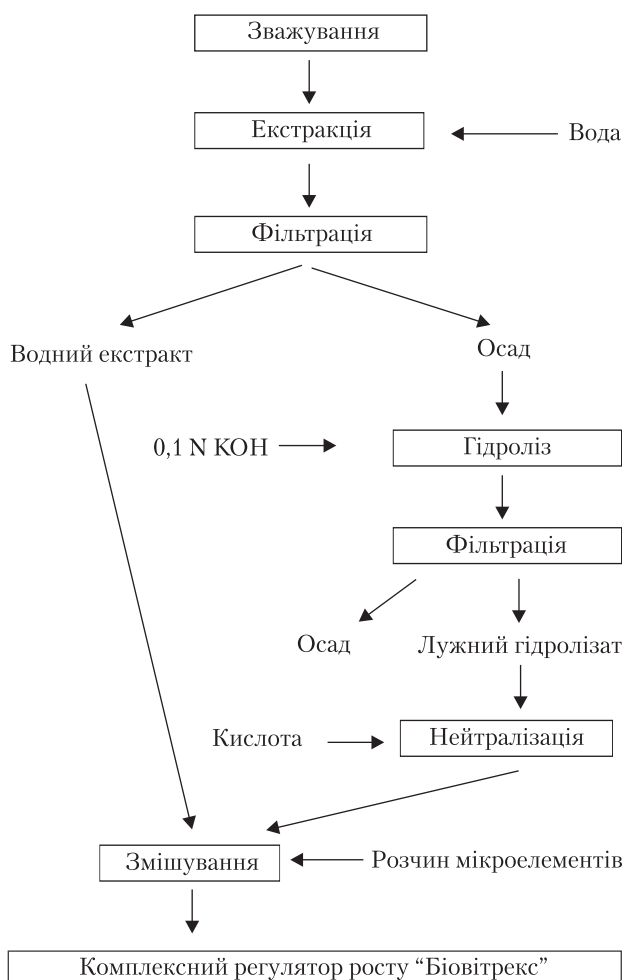 Зважування
Екстракція
Вода
Фільтрація
Водний екстракт
Осад
0,1 N KOH
Гідроліз
Фільтрація
Осад
Лужний гідролізат
Кислота
Нейтралізація
Змішування
Розчин мікроелементів
Комплексний регулятор росту “Біовітрекс”